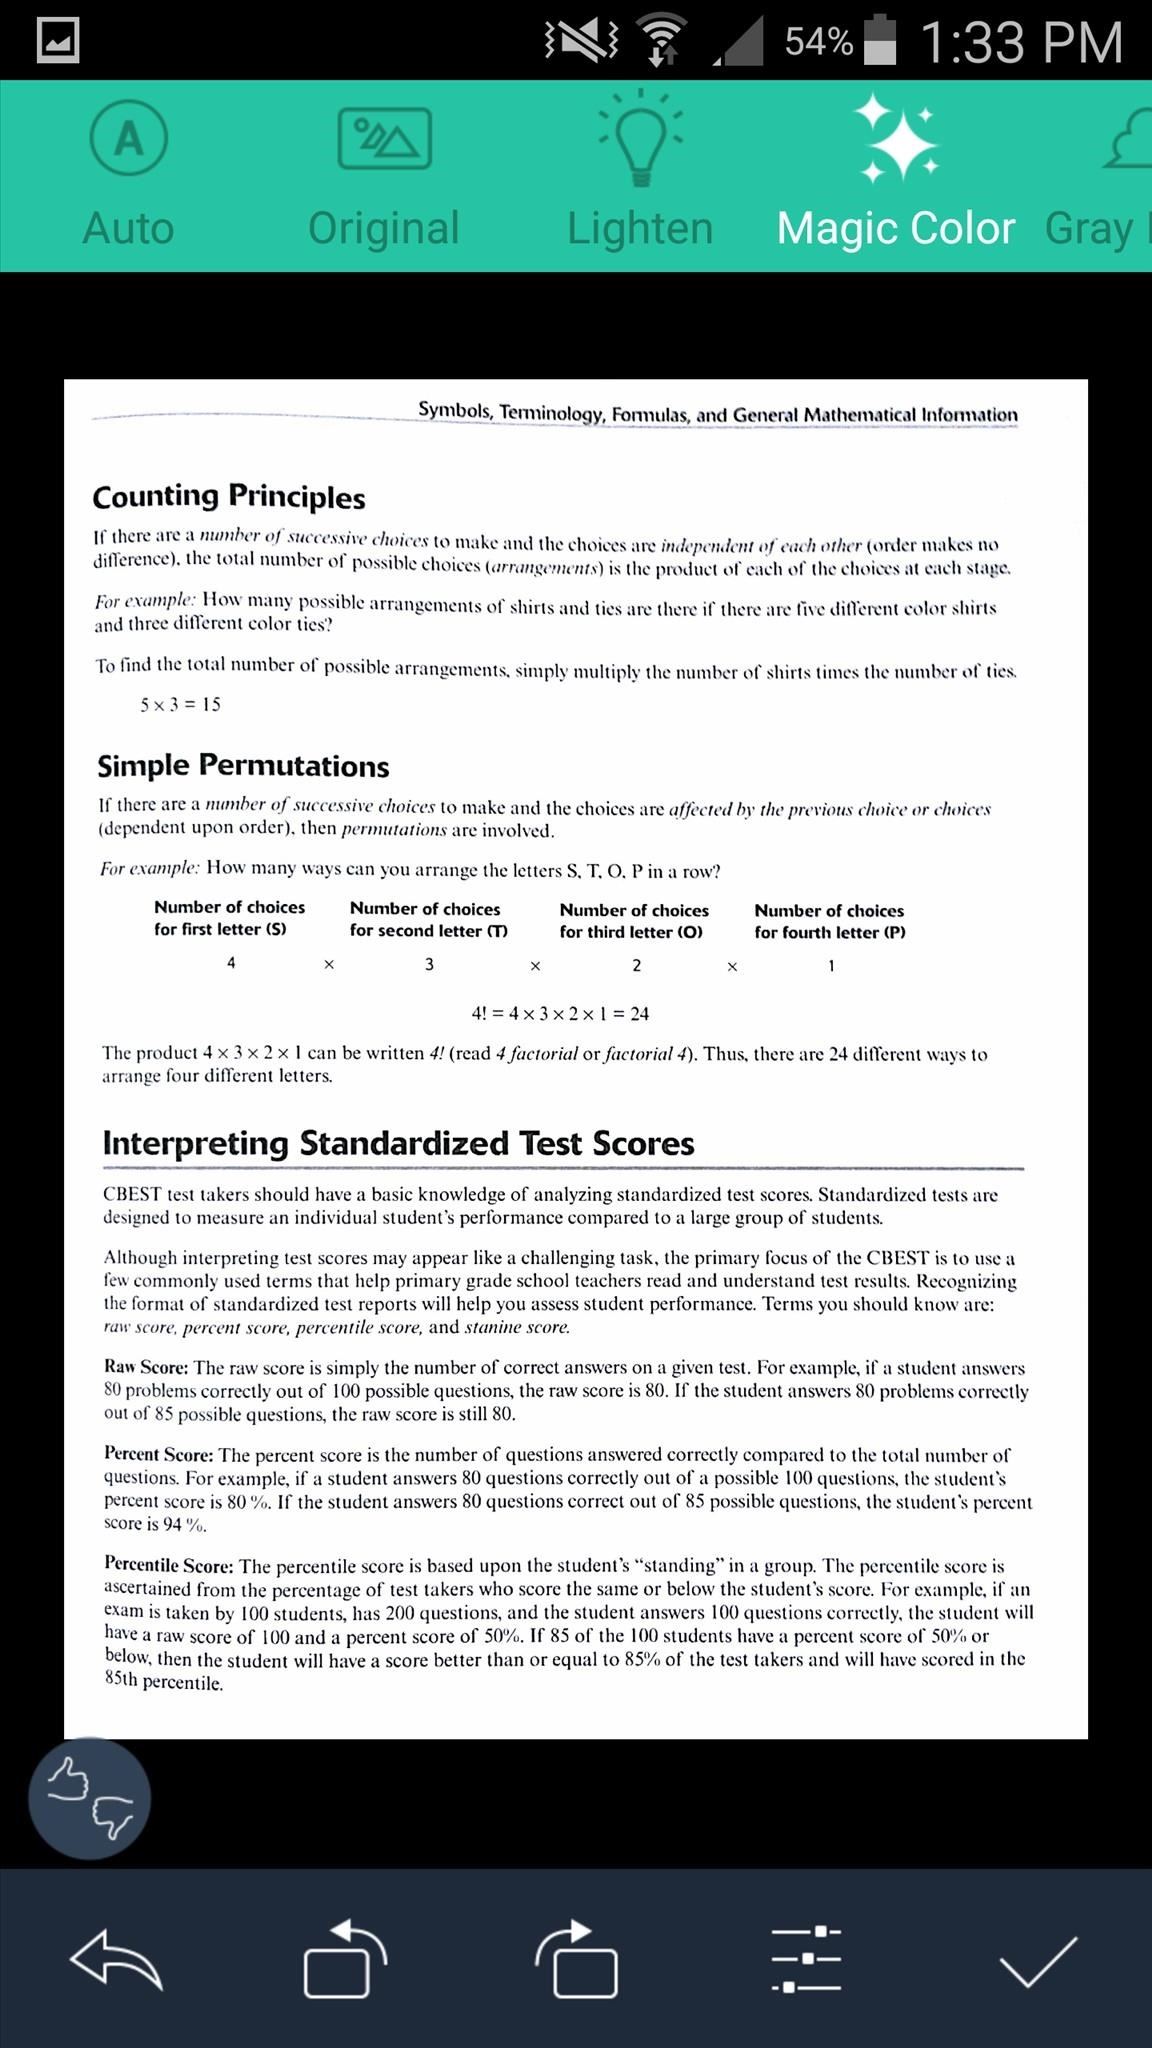 54% 1:33 PM
A
Auto Original Lighten Magic Color Gray
Symbols, Terminology, Formulas, and General Mathematical Information
Counting Principles
If there are a number of successive choices to make and the choices are independent of each other (order makes no
difference), the total number of possible choices (arrangements) is the product of each of the choices at each stage.
For example: How many possible arrangements of shirts and ties are there if there are five different color shirts
and three different color ties?
To find the total number of possible arrangements, simply multiply the number of shirts times the number of ties.
5 × 3 = 15
Simple Permutations
If there are a number of successive choices to make and the choices are affected by the previous choice or choices
(dependent upon order), then permutations are involved.
For example: How many ways can you arrange the letters S, T, O, P in a row?
Number of choices Number of choices Number of choices Number of choices
for first letter (S) for second letter (T) for third letter (O) for fourth letter (P)
4 × 3 × 2 × 1
4! = 4 × 3 × 2 × 1 = 24
The product 4 × 3 × 2 × 1 can be written 4! (read 4 factorial or factorial 4). Thus, there are 24 different ways to
arrange four different letters.
Interpreting Standardized Test Scores
CBEST test takers should have a basic knowledge of analyzing standardized test scores. Standardized tests are
designed to measure an individual student's performance compared to a large group of students.
Although interpreting test scores may appear like a challenging task, the primary focus of the CBEST is to use a
few commonly used terms that help primary grade school teachers read and understand test results. Recognizing
the format of standardized test reports will help you assess student performance. Terms you should know are:
raw score, percent score, percentile score, and stanine score.
Raw Score: The raw score is simply the number of correct answers on a given test. For example, if a student answers
80 problems correctly out of 100 possible questions, the raw score is 80. If the student answers 80 problems correctly
out of 85 possible questions, the raw score is still 80.
Percent Score: The percent score is the number of questions answered correctly compared to the total number of
questions. For example, if a student answers 80 questions correctly out of a possible 100 questions, the student's
percent score is 80 %. If the student answers 80 questions correct out of 85 possible questions, the student's percent
score is 94 %.
Percentile Score: The percentile score is based upon the student's “standing” in a group. The percentile score is
ascertained from the percentage of test takers who score the same or below the student's score. For example, if an
exam is taken by 100 students, has 200 questions, and the student answers 100 questions correctly, the student will
have a raw score of 100 and a percent score of 50%. If 85 of the 100 students have a percent score of 50% or
below, then the student will have a score better than or equal to 85% of the test takers and will have scored in the
85th percentile.